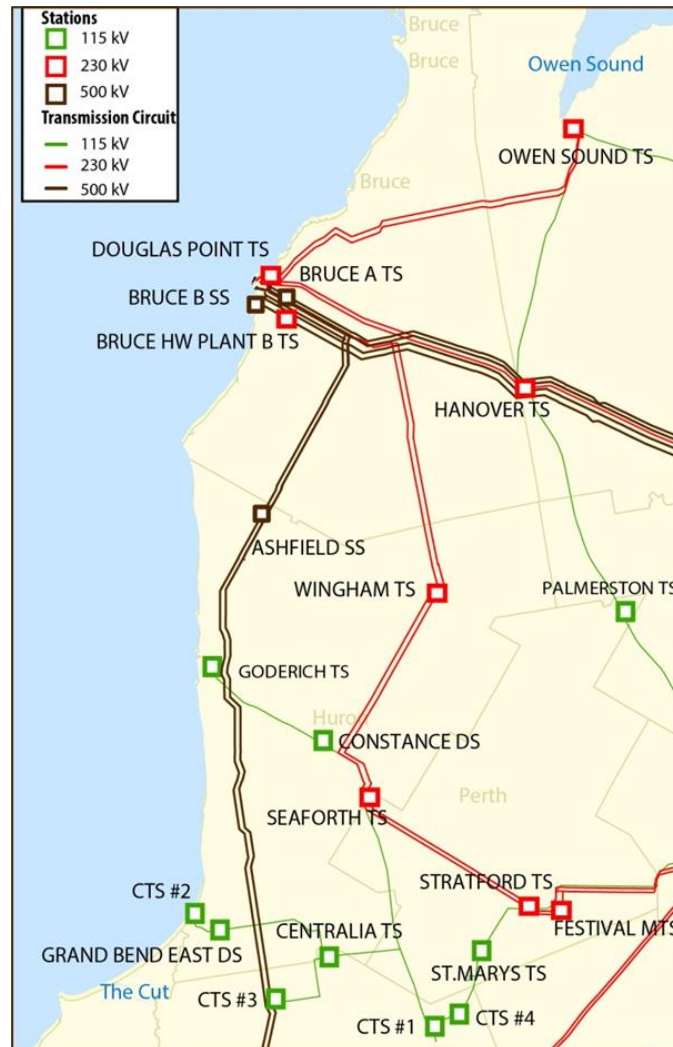 Stations
115 kV
230 kV
500 kV
Transmission Circuit
115 kV
230 kV
500 kV
Bruce
Bruce
Owen Sound
OWEN SOUND TS
Bruce
DOUGLAS POINT TS
BRUCE A TS
BRUCE B SS
BRUCE HW PLANT B TS
HANOVER TS
ASHFIELD SS
WINGHAM TS
PALMERSTON TS
GODERICH TS
Huron
CONSTANCE DS
Perth
SEAFORTH TS
STRATFORD TS
CTS #2
CENTRALIA TS
FESTIVAL MTS
GRAND BEND EAST DS
ST.MARYS TS
The Cut
CTS #3
CTS #1
CTS #4